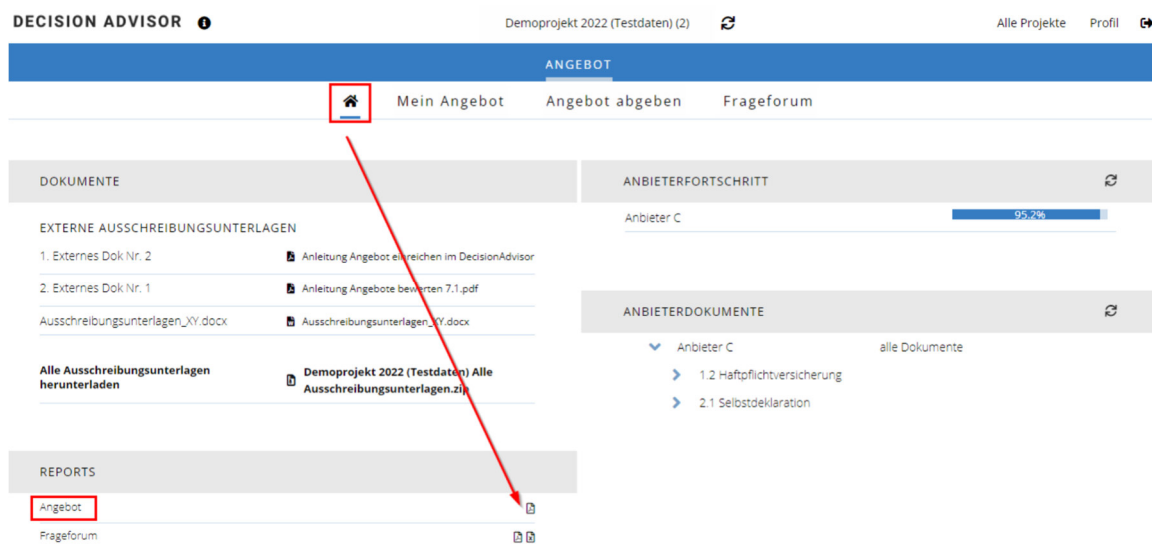 DECISION ADVISOR
Demoprojekt 2022 (Testdaten) (2)
Alle Projekte
Profil
ANGEBOT
Mein Angebot
Angebot abgeben
Frageforum
DOKUMENTE
EXTERNE AUSSCHREIBUNGSUNTERLAGEN
1. Externes Dok Nr. 2
Anleitung Angebot einreichen im DecisionAdvisor
2. Externes Dok Nr. 1
Anleitung Angebote bewerten 7.1.pdf
Ausschreibungsunterlagen_XY.docx
Ausschreibungsunterlagen_XY.docx
Alle Ausschreibungsunterlagen
herunterladen
Demoprojekt 2022 (Testdaten) Alle
Ausschreibungsunterlagen.zip
REPORTS
Angebot
Frageforum
ANBIETERFORTSCHRITT
Anbieter C
95.2%
ANBIETERDOKUMENTE
Anbieter C
alle Dokumente
1.2 Haftpflichtversicherung
2.1 Selbstdeklaration